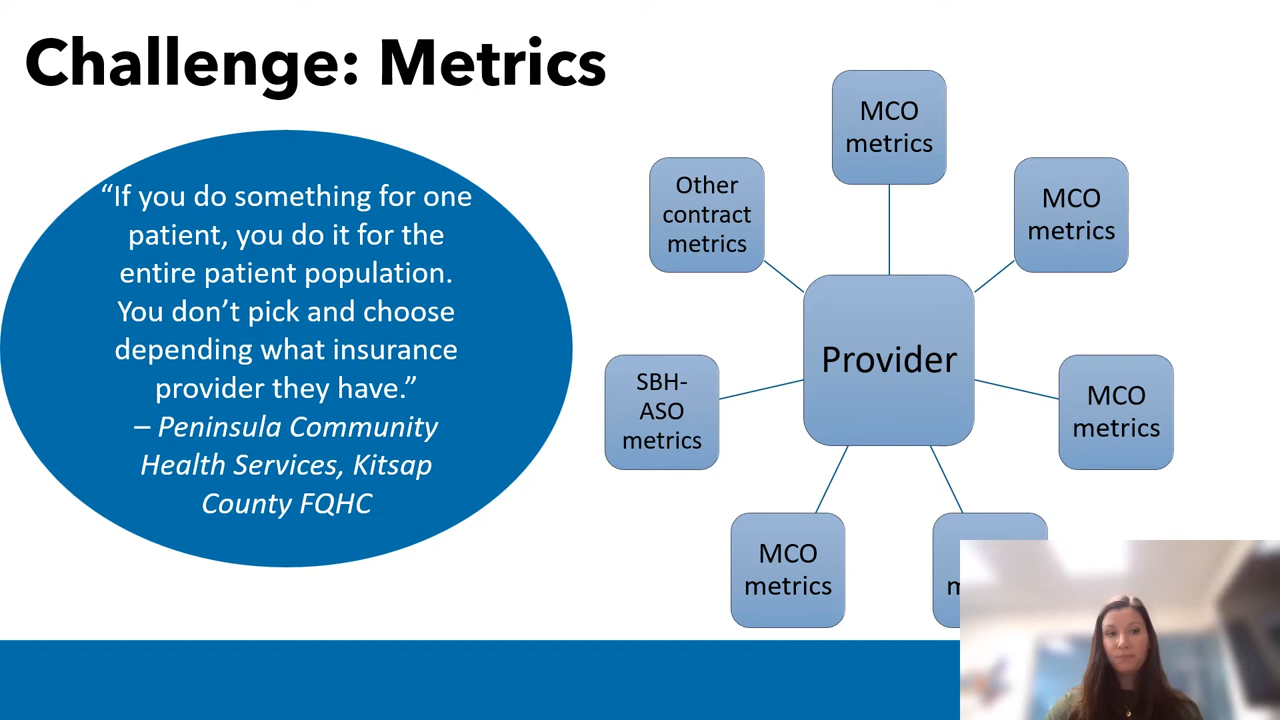 Challenge: Metrics
“If you do something for one
patient, you do it for the
entire patient population.
You don’t pick and choose
depending what insurance
provider they have.”
– Peninsula Community
Health Services, Kitsap
County FQHC
MCO
metrics
Other
contract
metrics
MCO
metrics
Provider
SBH-
ASO
metrics
MCO
metrics
MCO
metrics